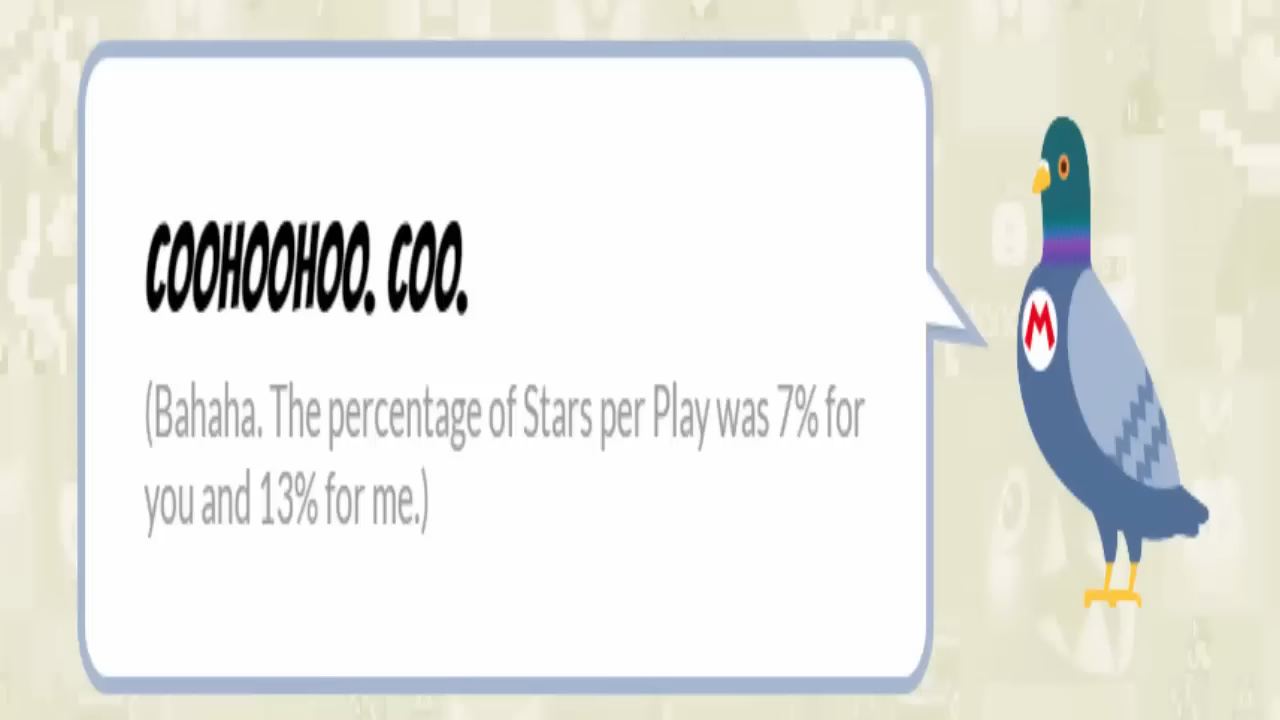 COOHOOHOO. COO.
(Bahaha. The percentage of Stars per Play was 7% for
you and 13% for me.)
M